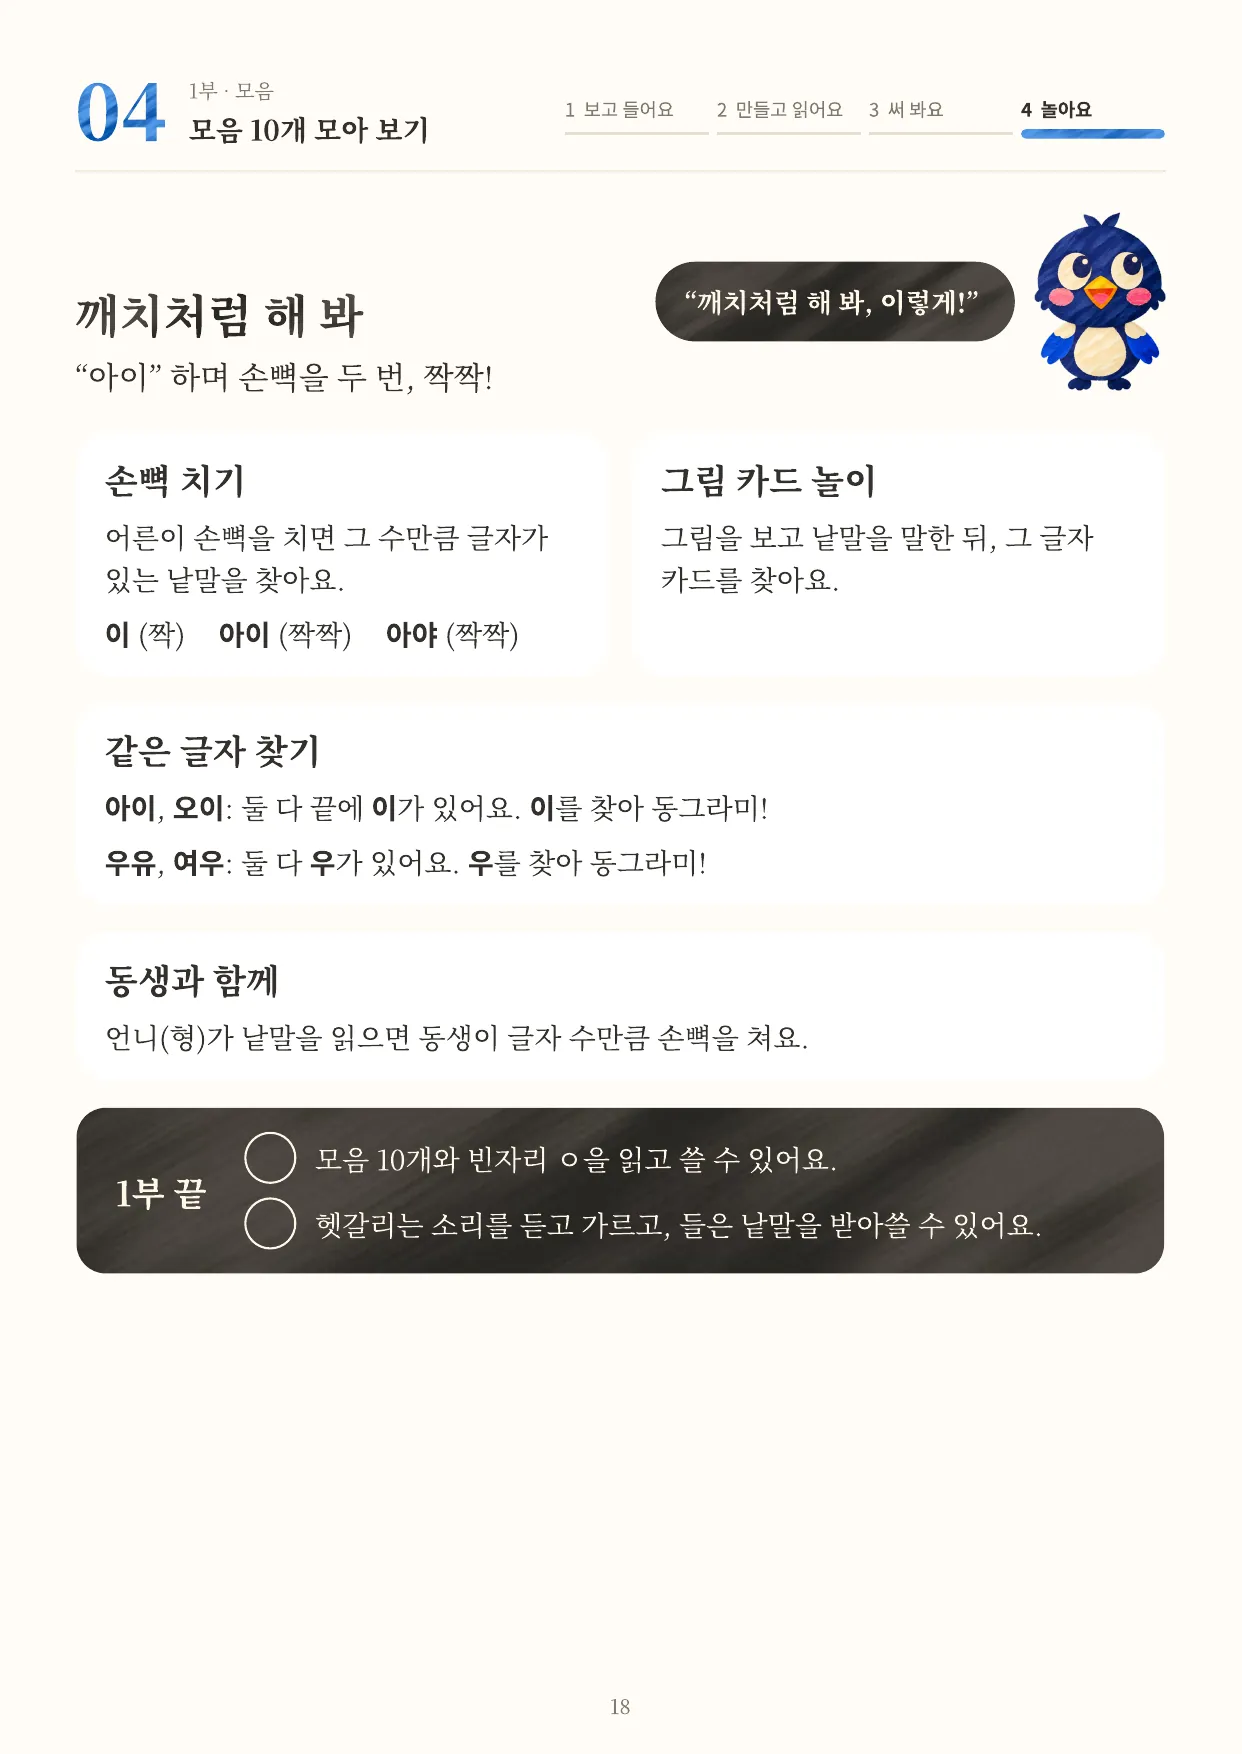 04
1부 · 모음
모음 10개 모아 보기
1 보고 들어요
2 만들고 읽어요
3 써 봐요
4 놀아요
깨치처럼 해 봐
“아이” 하며 손뼉을 두 번, 짝짝!
“깨치처럼 해 봐, 이렇게!”
손뼉 치기
어른이 손뼉을 치면 그 수만큼 글자가
있는 낱말을 찾아요.
이 (짝) 아이 (짝짝) 아야 (짝짝)
그림 카드 놀이
그림을 보고 낱말을 말한 뒤, 그 글자
카드를 찾아요.
같은 글자 찾기
아이, 오이: 둘 다 끝에 이가 있어요. 이를 찾아 동그라미!
우유, 여우: 둘 다 우가 있어요. 우를 찾아 동그라미!
동생과 함께
언니(형)가 낱말을 읽으면 동생이 글자 수만큼 손뼉을 쳐요.
1부 끝
모음 10개와 빈자리 ㅇ을 읽고 쓸 수 있어요.
헷갈리는 소리를 듣고 가르고, 들은 낱말을 받아쓸 수 있어요.
18